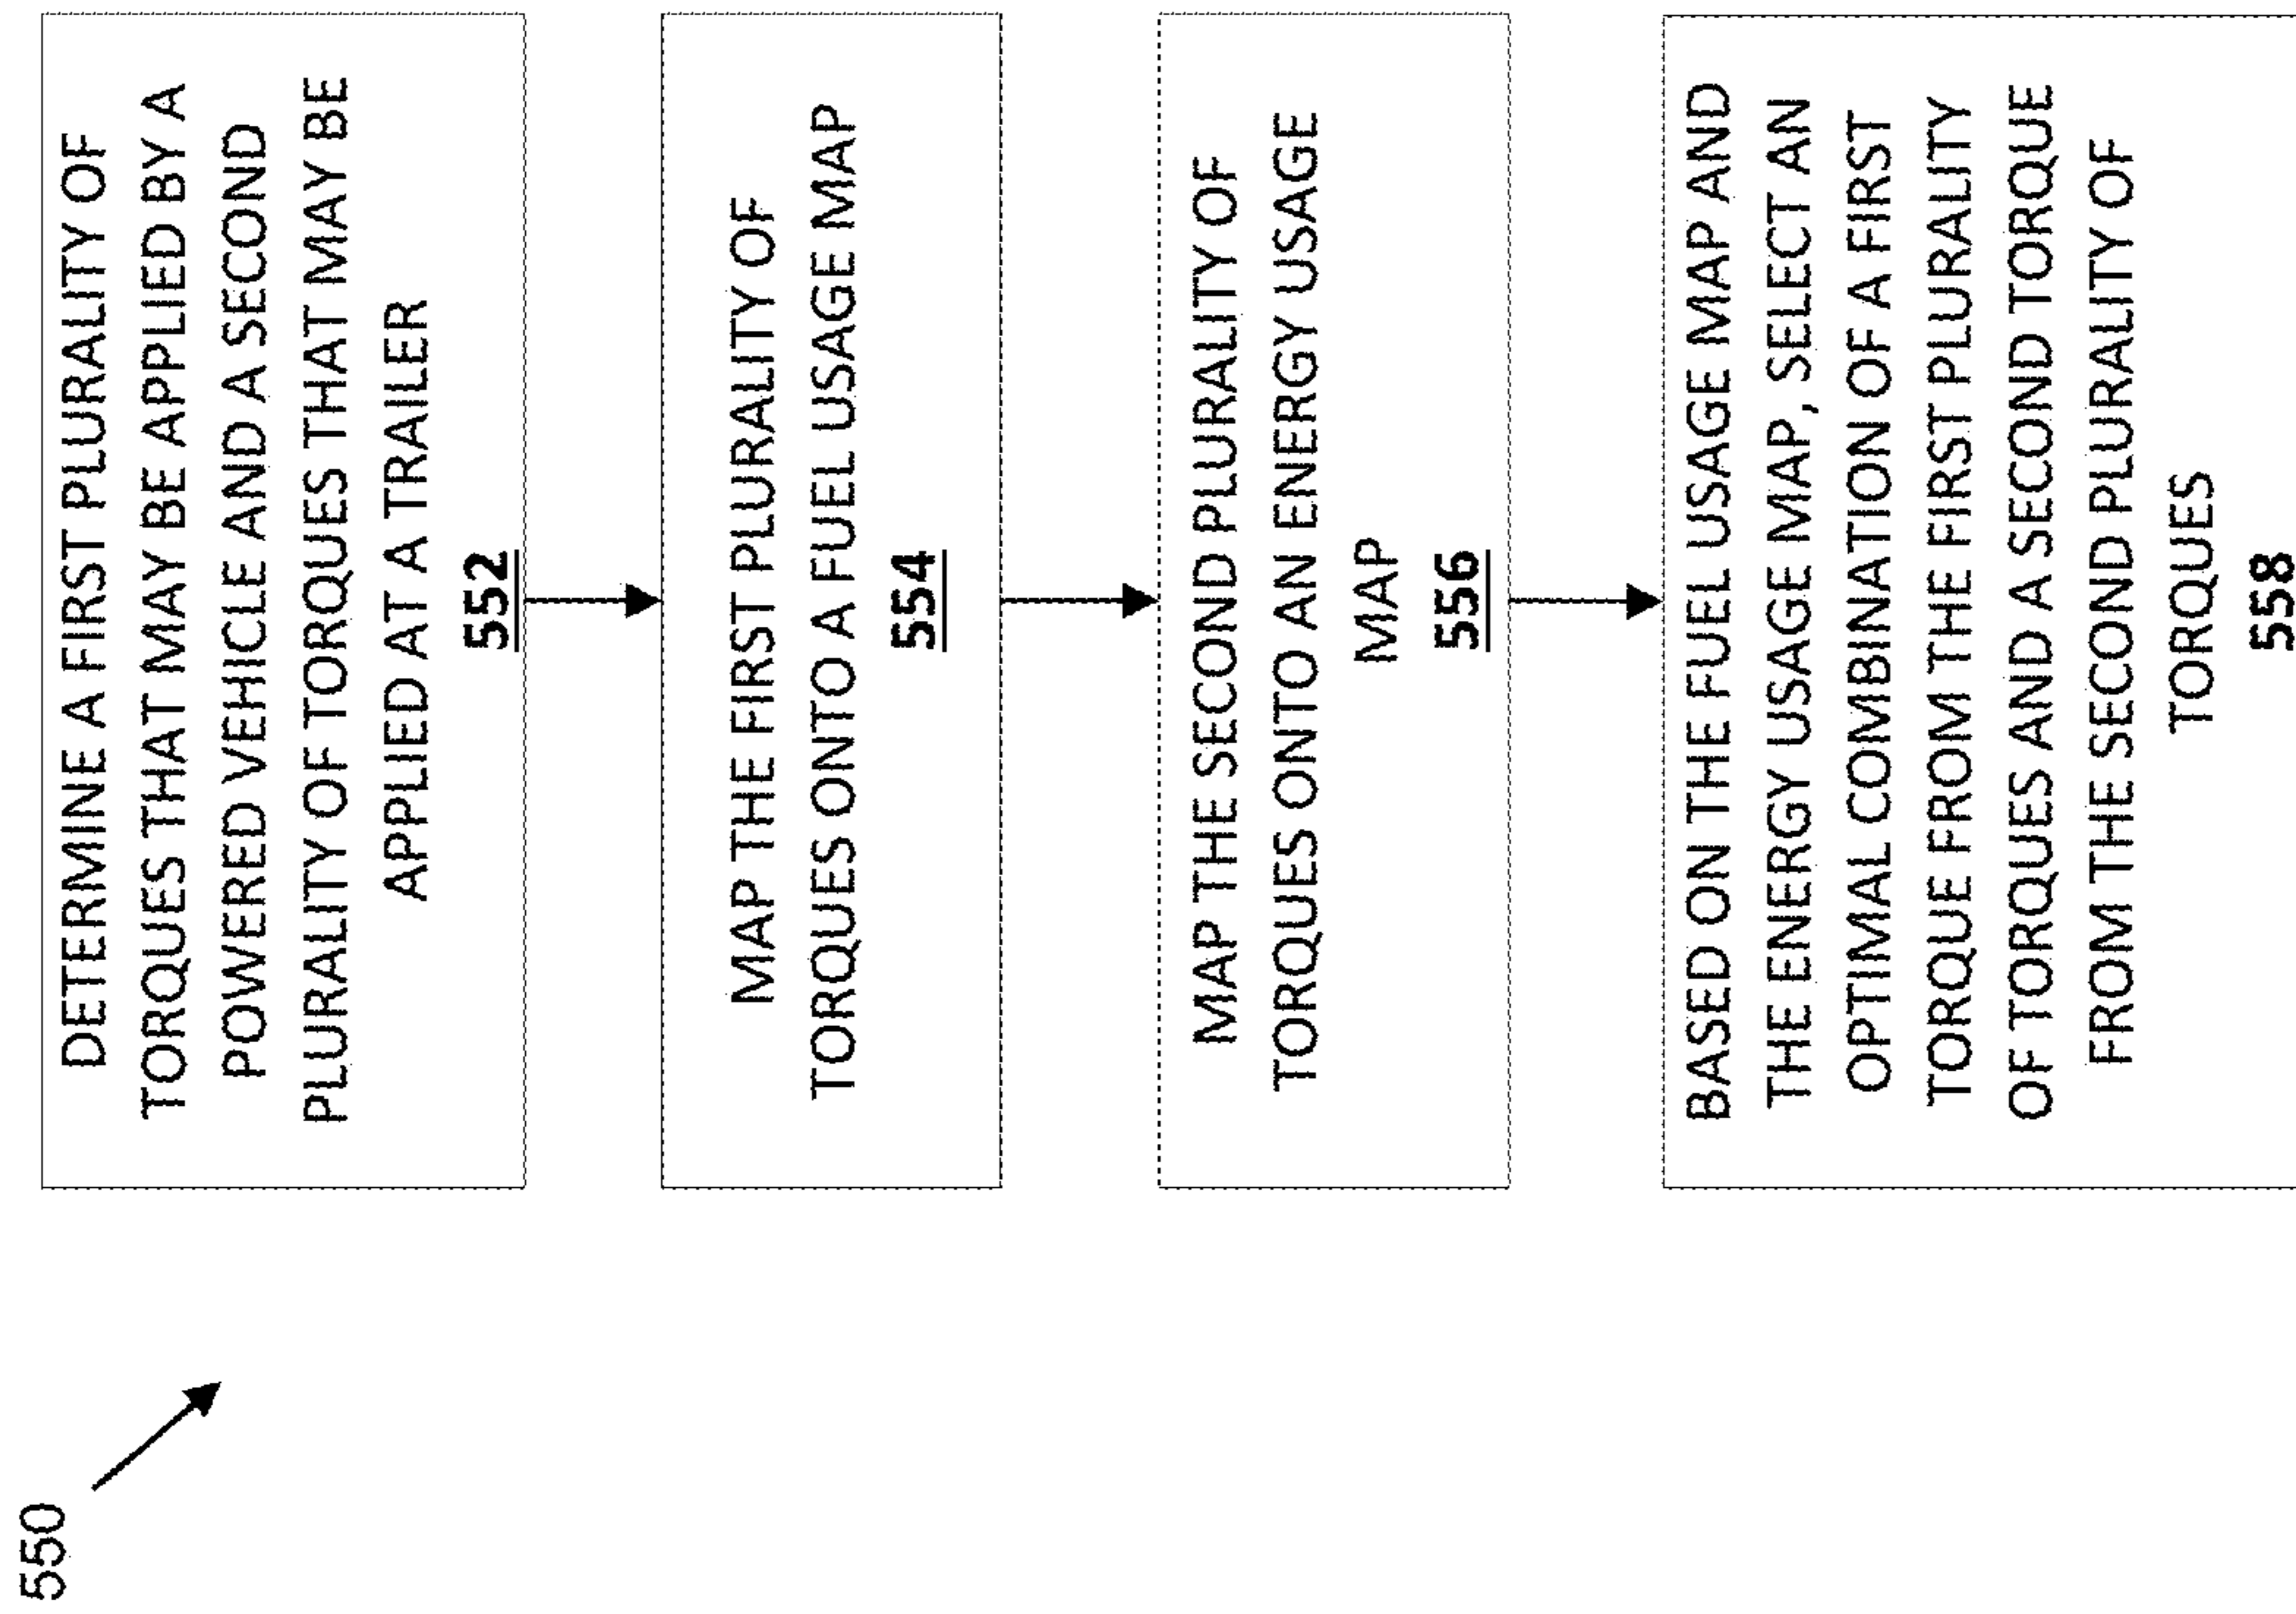 550
DETERMINE A FIRST PLURALITY OF
TORQUES THAT MAY BE APPLIED BY A
POWERED VEHICLE AND A SECOND
PLURALITY OF TORQUES THAT MAY BE
APPLIED AT A TRAILER
552
MAP THE FIRST PLURALITY OF
TORQUES ONTO A FUEL USAGE MAP
554
MAP THE SECOND PLURALITY OF
TORQUES ONTO AN ENERGY USAGE
MAP
556
BASED ON THE FUEL USAGE MAP AND
THE ENERGY USAGE MAP, SELECT AN
OPTIMAL COMBINATION OF A FIRST
TORQUE FROM THE FIRST PLURALITY
OF TORQUES AND A SECOND TORQUE
FROM THE SECOND PLURALITY OF
TORQUES
558